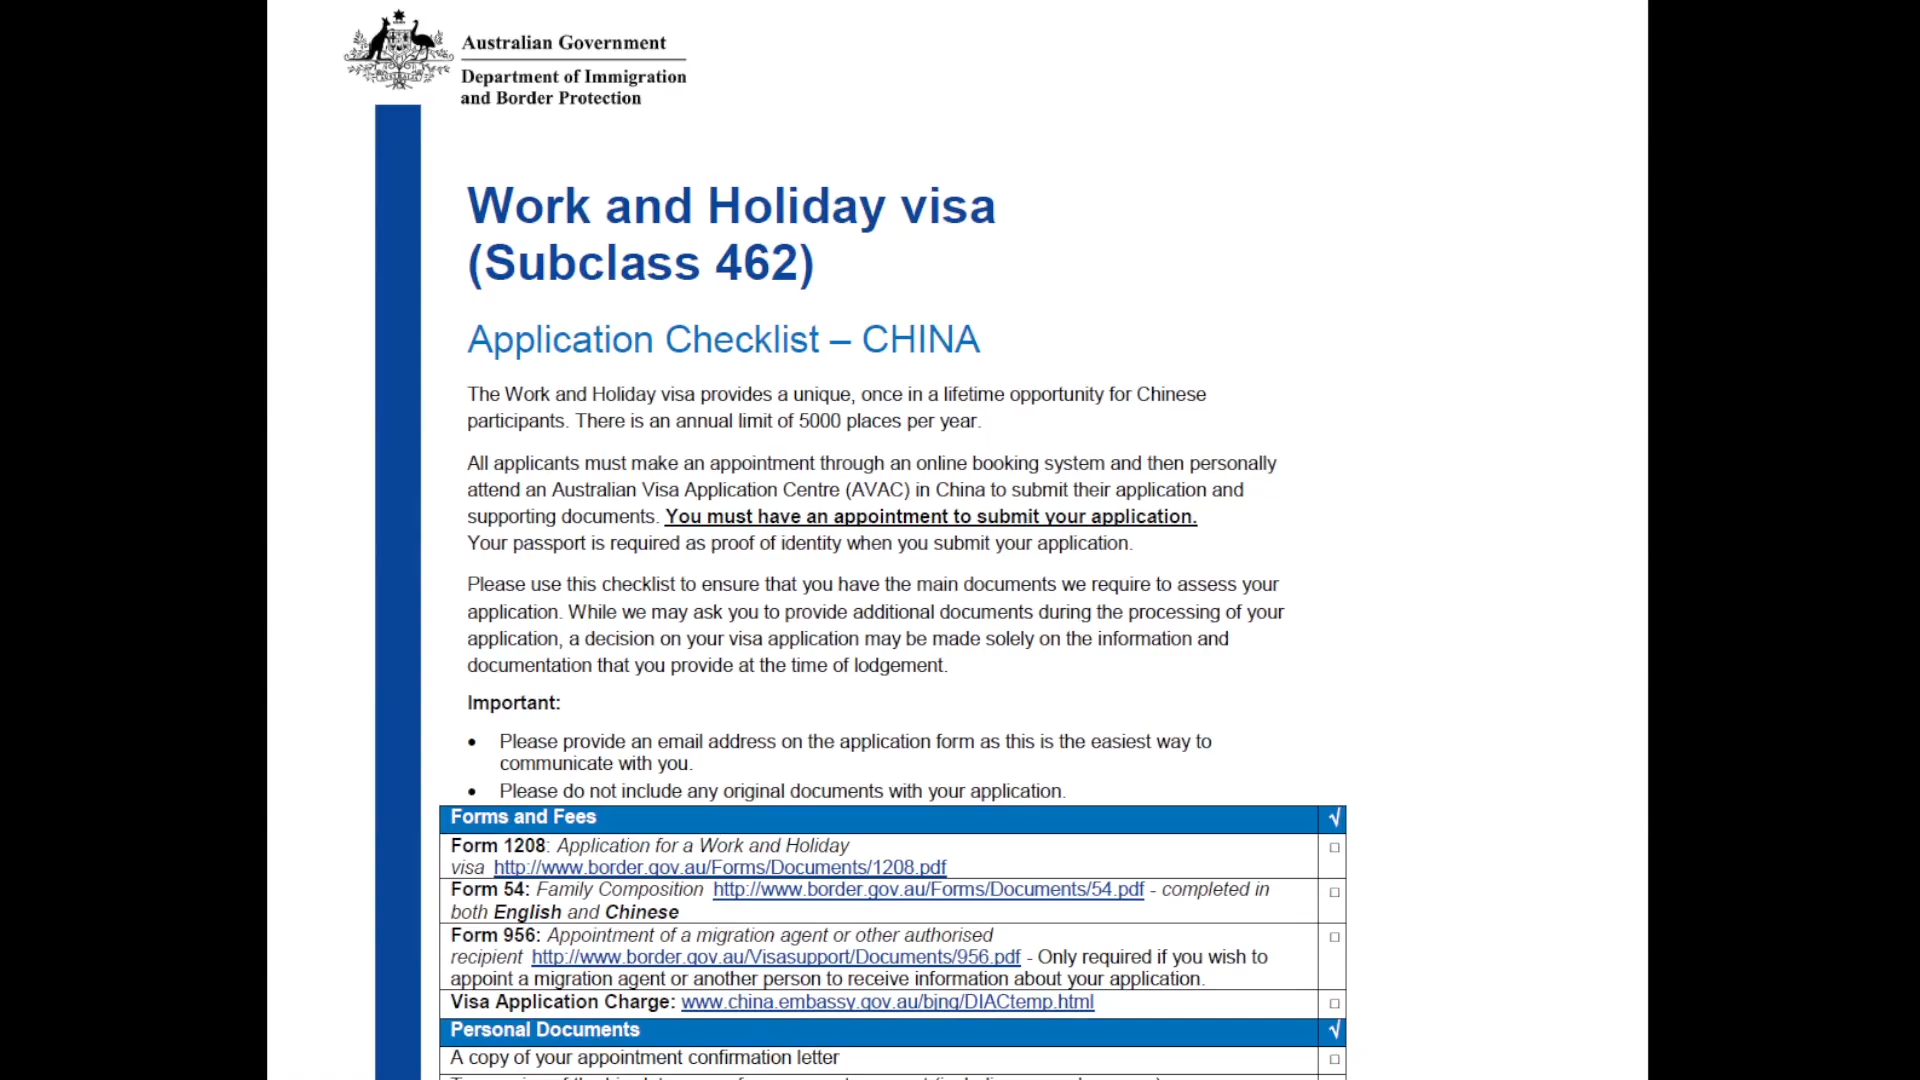 Australian Government
Department of Immigration
and Border Protection
Work and Holiday visa
(Subclass 462)
Application Checklist – CHINA
The Work and Holiday visa provides a unique, once in a lifetime opportunity for Chinese
participants. There is an annual limit of 5000 places per year.
All applicants must make an appointment through an online booking system and then personally
attend an Australian Visa Application Centre (AVAC) in China to submit their application and
supporting documents. You must have an appointment to submit your application.
Your passport is required as proof of identity when you submit your application.
Please use this checklist to ensure that you have the main documents we require to assess your
application. While we may ask you to provide additional documents during the processing of your
application, a decision on your visa application may be made solely on the information and
documentation that you provide at the time of lodgement.
Important:
• Please provide an email address on the application form as this is the easiest way to
communicate with you.
• Please do not include any original documents with your application.
Forms and Fees √
Form 1208: Application for a Work and Holiday □
visa http://www.border.gov.au/Forms/Documents/1208.pdf
Form 54: Family Composition http://www.border.gov.au/Forms/Documents/54.pdf - completed in □
both English and Chinese
Form 956: Appointment of a migration agent or other authorised □
recipient http://www.border.gov.au/Visasupport/Documents/956.pdf - Only required if you wish to
appoint a migration agent or another person to receive information about your application.
Visa Application Charge: www.china.embassy.gov.au/bjng/DIACtemp.html □
Personal Documents √
A copy of your appointment confirmation letter □